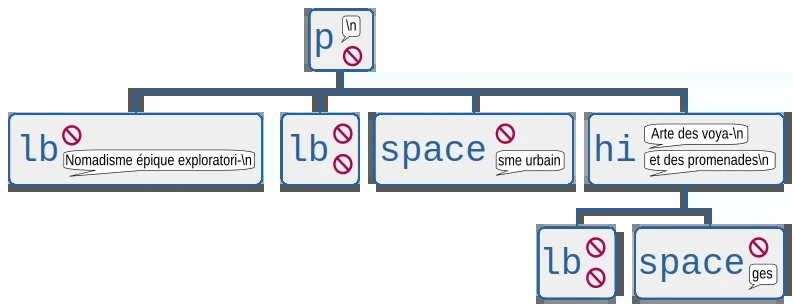 p \n
lb Nomadisme épique exploratori-\n
lb
space sme urbain
hi Arte des voya-\n
et des promenades\n
lb
space ges